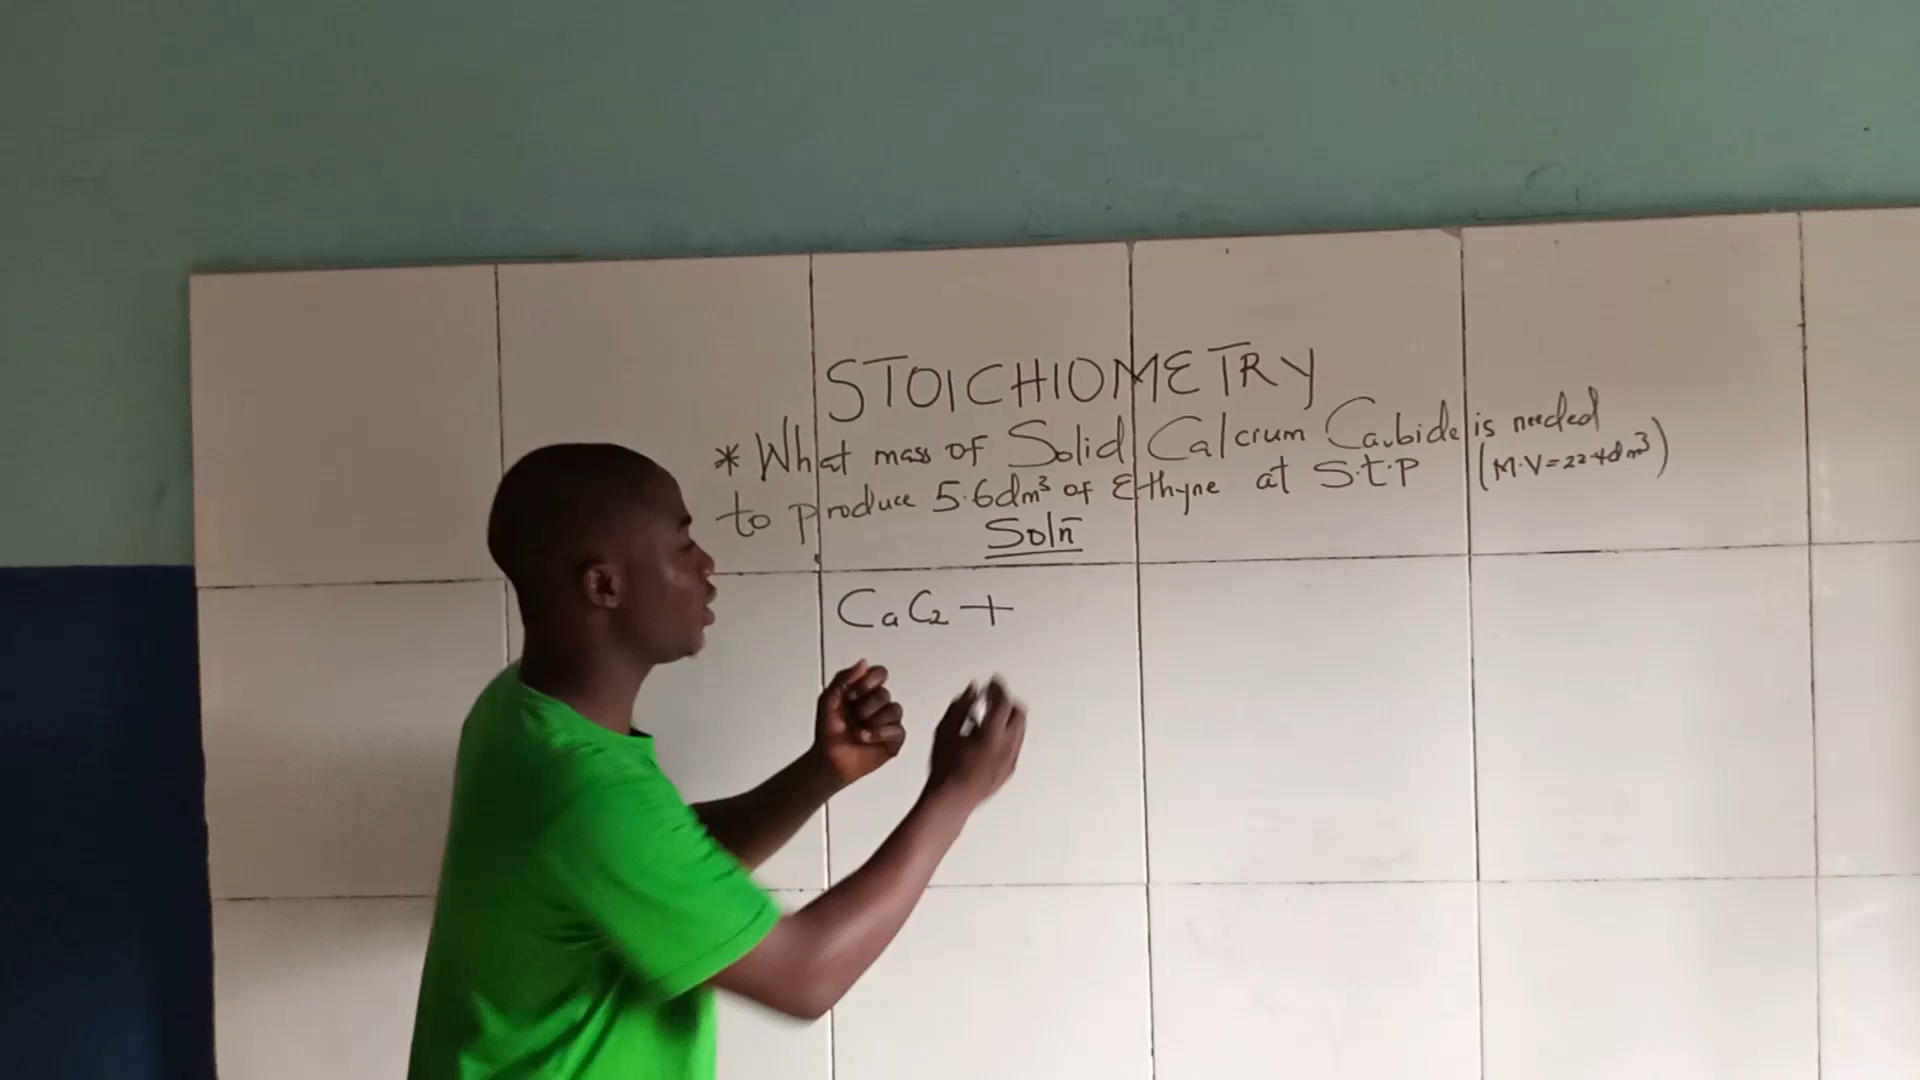 STOICHIOMETRY
* What mass of Solid Calcium Carbide is needed
to produce 5.6dm³ of Ethyne at S.t.p (M.V=22.4dm³)
Soln̄
CaC₂ +